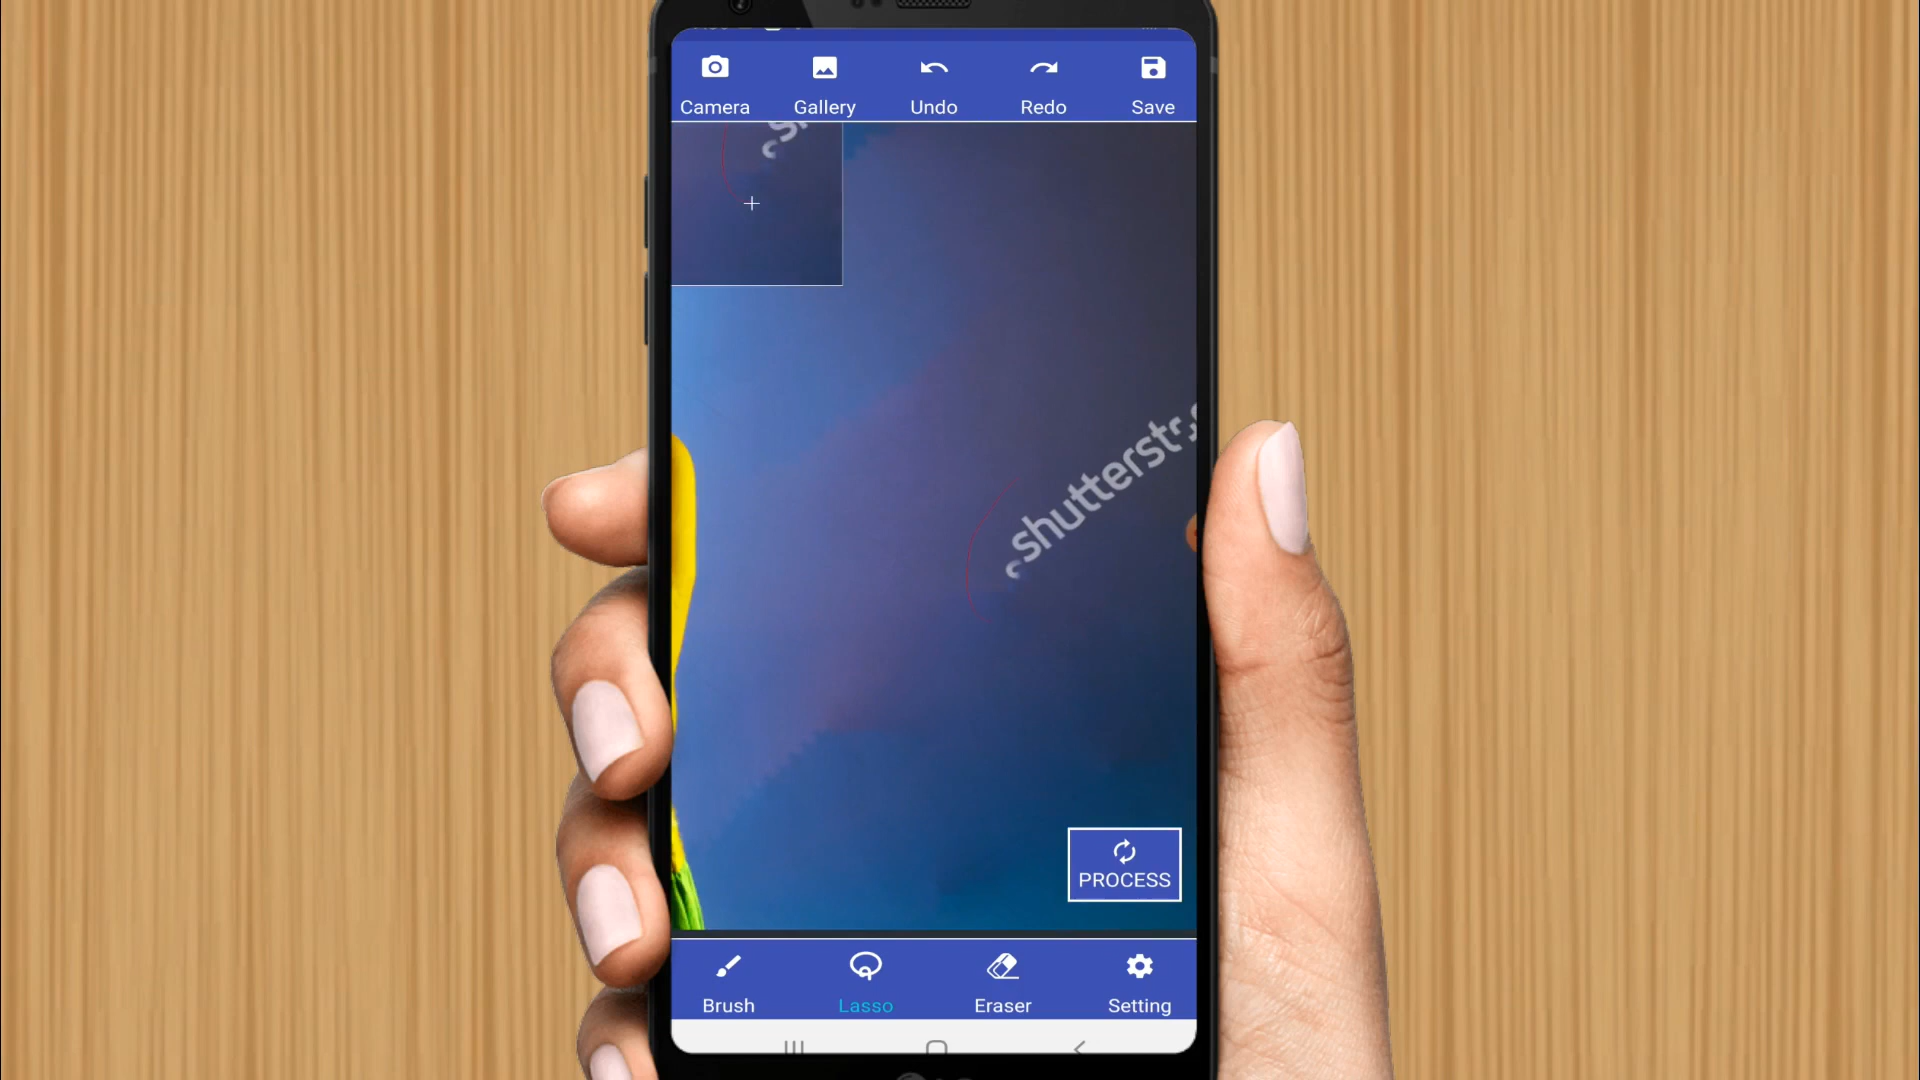 Camera Gallery Undo Redo Save
shutterst
PROCESS
Brush Lasso Eraser Setting